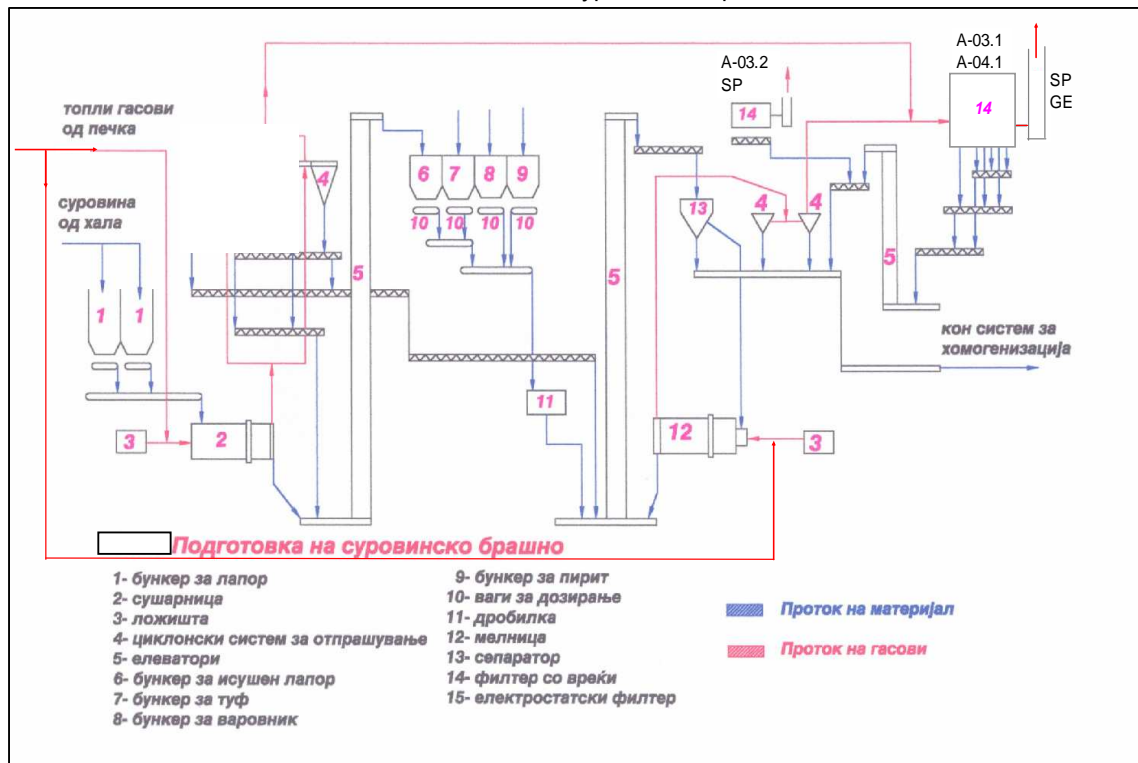 A-03.1
A-04.1
A-03.2
SP
SP
GE
14
14
топли гасови
од печка
суровина
од хала
4
6
7
8
9
10
10
10
10
13
4
4
5
5
5
1
1
кон систем за
хомогенизација
11
3
2
12
3
Подготовка на суровинско брашно
1- бункер за лапор
2- сушарница
3- ложишта
4- циклонски систем за отпрашување
5- елеватори
6- бункер за исушен лапор
7- бункер за туф
8- бункер за варовник
9- бункер за пирит
10- ваги за дозирање
11- дробилка
12- мелница
13- сепаратор
14- филтер со вреќи
15- електростатски филтер
Проток на материјал
Проток на гасови